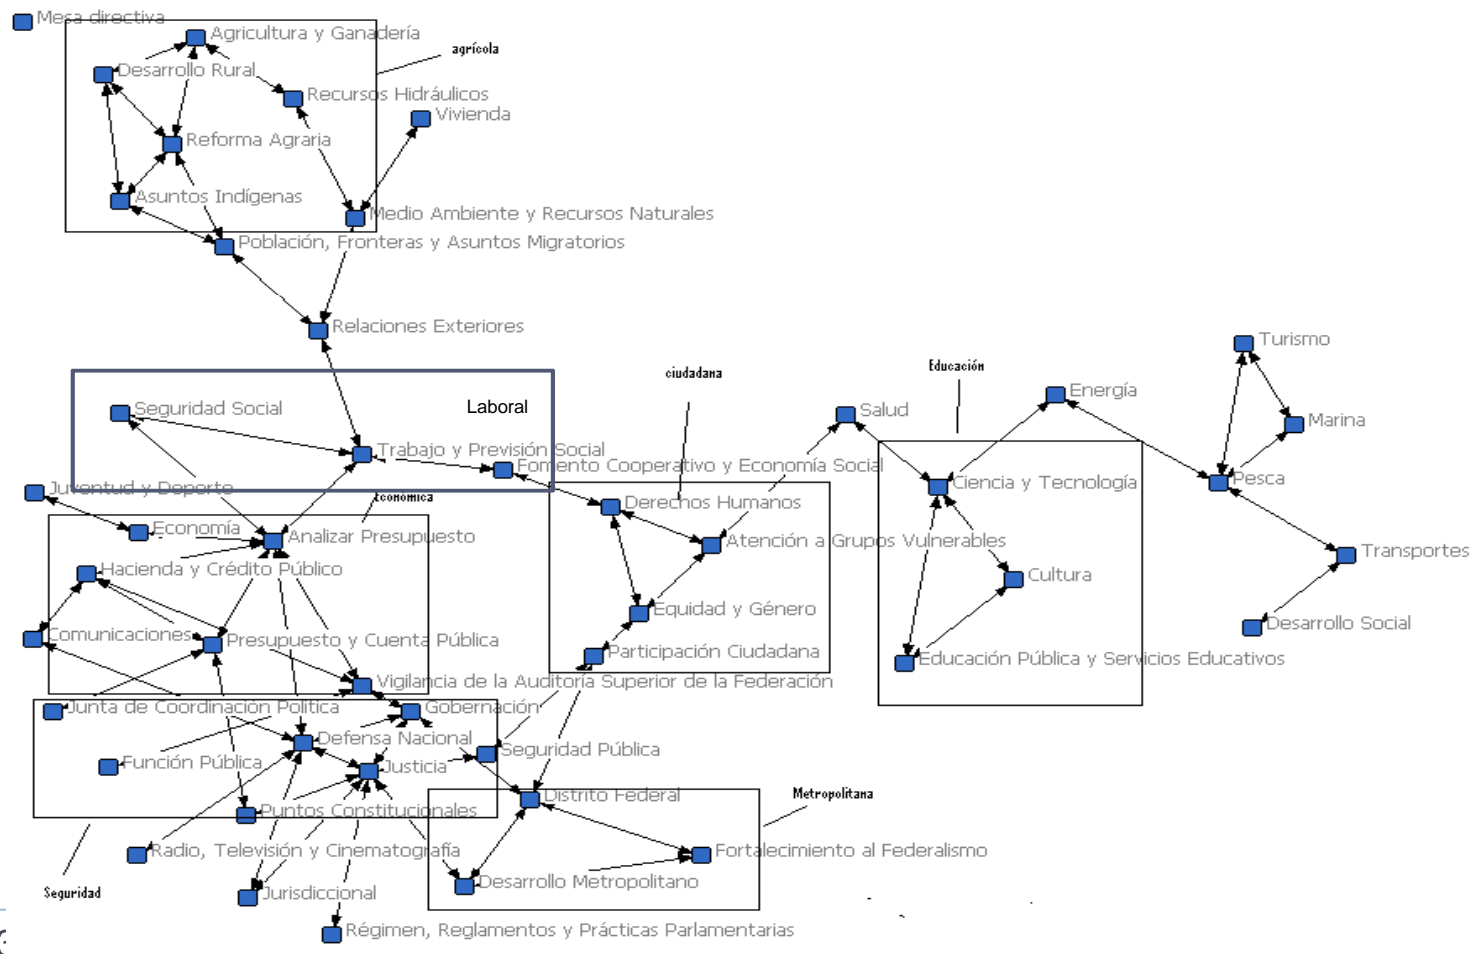 Mesa directiva
Agricultura y Ganadería
agrícola
Desarrollo Rural
Recursos Hidráulicos
Vivienda
Reforma Agraria
Asuntos Indígenas
Medio Ambiente y Recursos Naturales
Población, Fronteras y Asuntos Migratorios
Relaciones Exteriores
Turismo
Educación
ciudadana
Energía
Seguridad Social
Laboral
Salud
Marina
Trabajo y Previsión Social
Fomento Cooperativo y Economía Social
Ciencia y Tecnología
Pesca
Juventud y Deporte
Económica
Derechos Humanos
Economía
Analizar Presupuesto
Atención a Grupos Vulnerables
Transportes
Hacienda y Crédito Público
Cultura
Equidad y Género
Desarrollo Social
Comunicaciones
Presupuesto y Cuenta Pública
Participación Ciudadana
Educación Pública y Servicios Educativos
Vigilancia de la Auditoría Superior de la Federación
Junta de Coordinación Política
Gobernación
Defensa Nacional
Seguridad Pública
Función Pública
Justicia
Distrito Federal
Metropolitana
Puntos Constitucionales
Radio, Televisión y Cinematografía
Fortalecimiento al Federalismo
Seguridad
Jurisdiccional
Desarrollo Metropolitano
Régimen, Reglamentos y Prácticas Parlamentarias